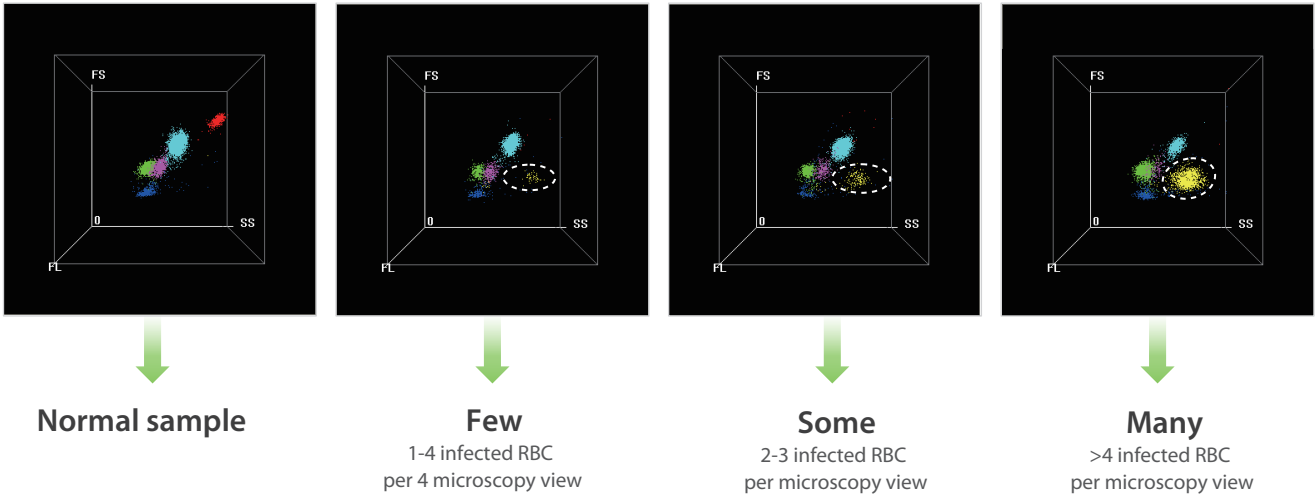 FS
0
SS
FL
FS
0
SS
FL
FS
0
SS
FL
FS
0
SS
FL
Normal sample
Few
1-4 infected RBC
per 4 microscopy view
Some
2-3 infected RBC
per microscopy view
Many
>4 infected RBC
per microscopy view